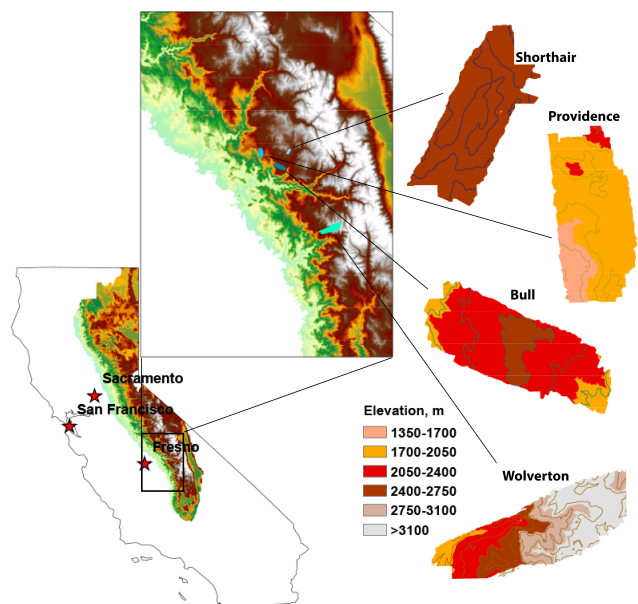 Shorthair
Providence
Bull
Sacramento
San Francisco
Fresno
Elevation, m
1350-1700
1700-2050
2050-2400
2400-2750
2750-3100
>3100
Wolverton